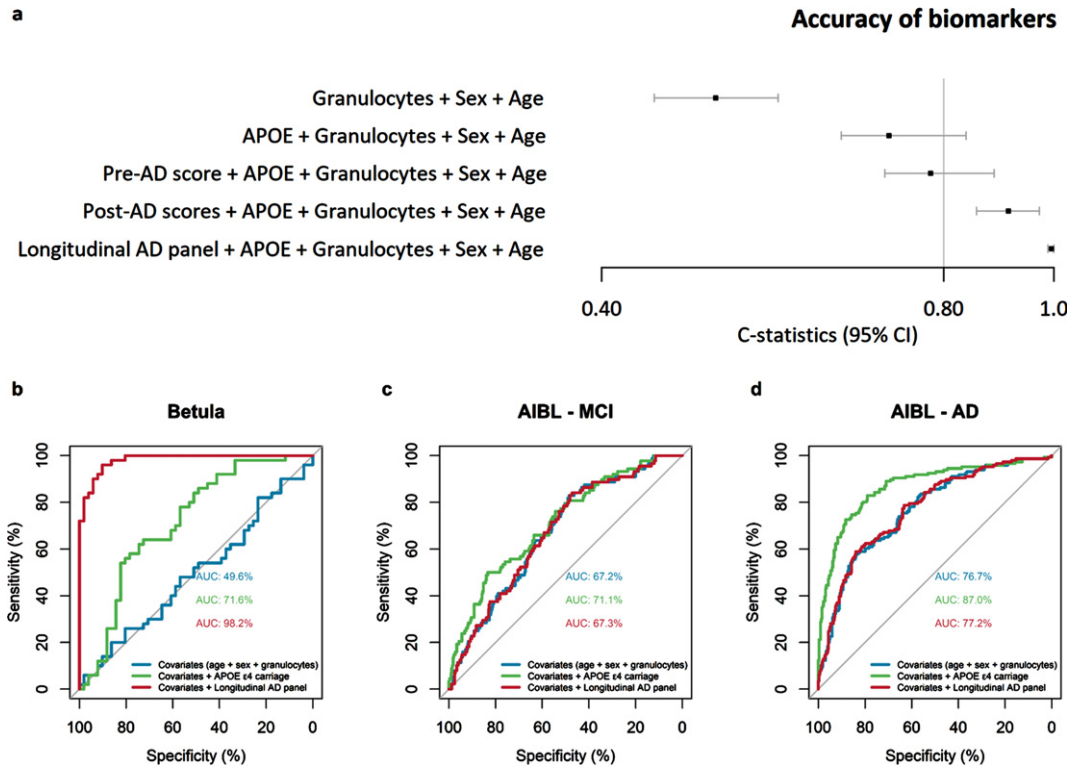 a
Accuracy of biomarkers
Granulocytes + Sex + Age
APOE + Granulocytes + Sex + Age
Pre-AD score + APOE + Granulocytes + Sex + Age
Post-AD scores + APOE + Granulocytes + Sex + Age
Longitudinal AD panel + APOE + Granulocytes + Sex + Age
0.40
0.80
1.0
C-statistics (95% CI)
b
Betula
Sensitivity (%)
100
80
60
40
20
0
AUC: 49.6%
AUC: 71.6%
AUC: 98.2%
Covariates (age + sex + granulocytes)
Covariates + APOE ε4 carriage
Covariates + Longitudinal AD panel
100 80 60 40 20 0
Specificity (%)
c
AIBL - MCI
Sensitivity (%)
100
80
60
40
20
0
AUC: 67.2%
AUC: 71.1%
AUC: 67.3%
Covariates (age + sex + granulocytes)
Covariates + APOE ε4 carriage
Covariates + Longitudinal AD panel
100 80 60 40 20 0
Specificity (%)
d
AIBL - AD
Sensitivity (%)
100
80
60
40
20
0
AUC: 76.7%
AUC: 87.0%
AUC: 77.2%
Covariates (age + sex + granulocytes)
Covariates + APOE ε4 carriage
Covariates + Longitudinal AD panel
100 80 60 40 20 0
Specificity (%)